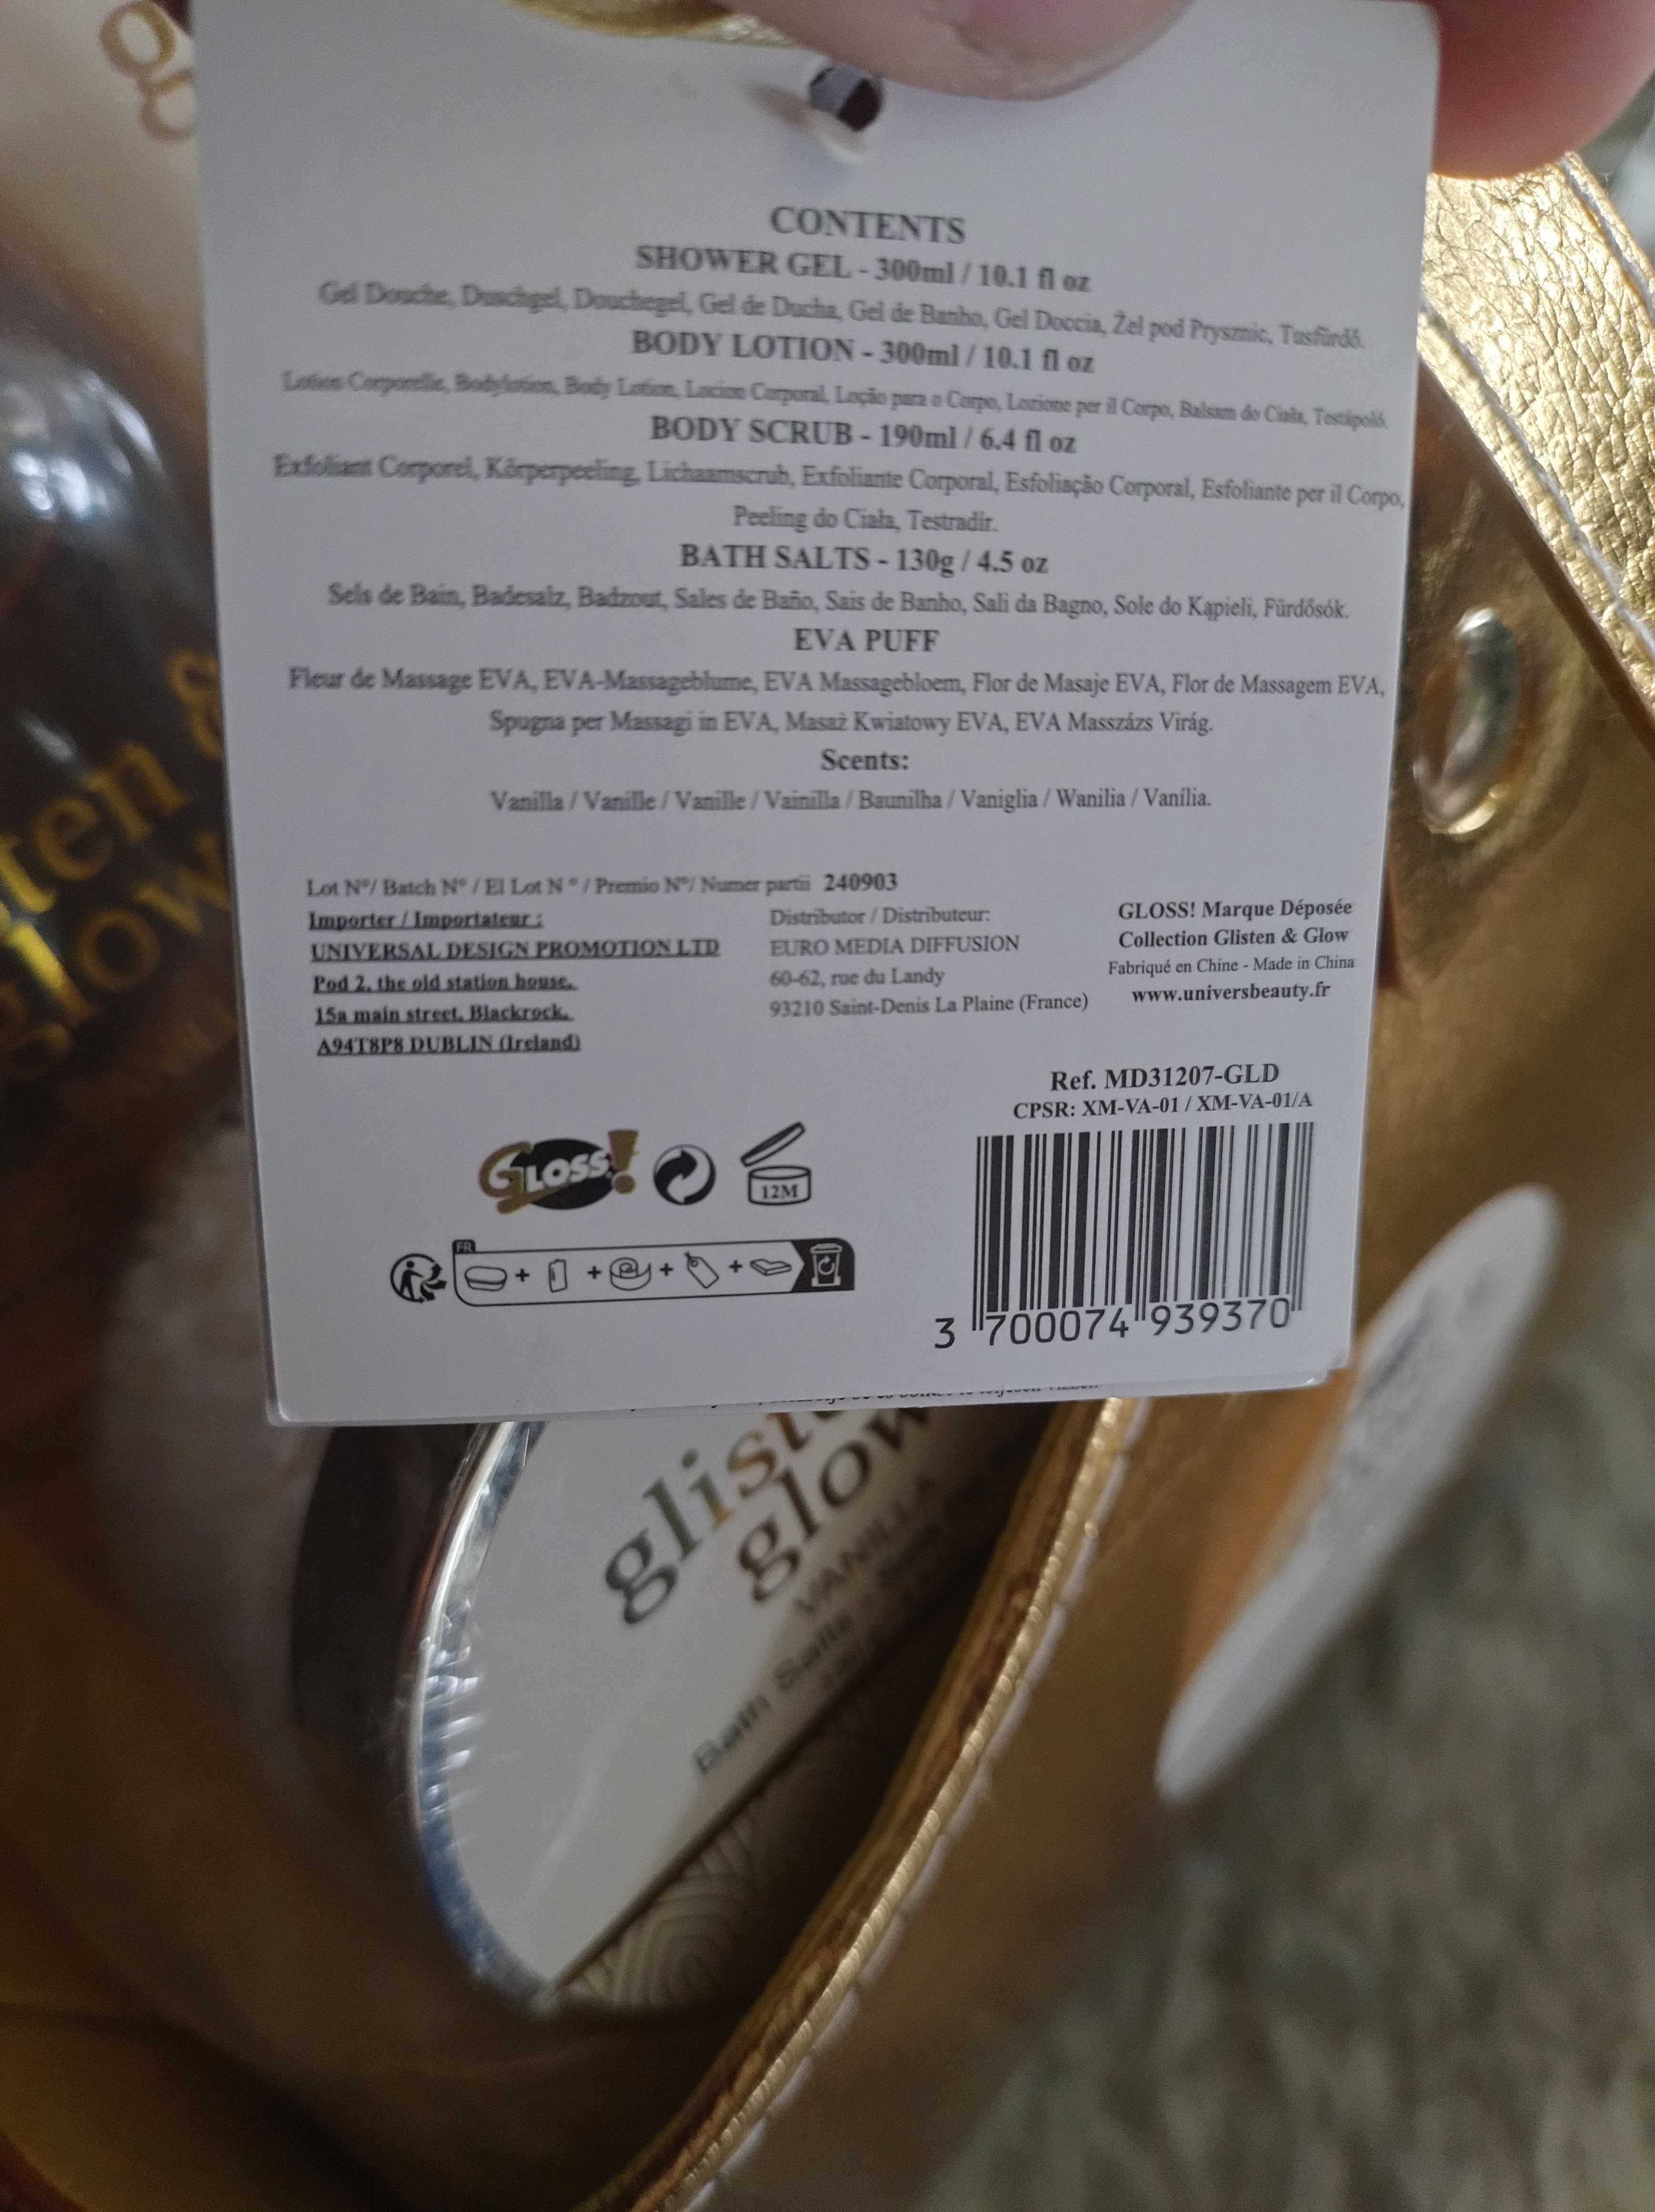 CONTENTS
SHOWER GEL - 300ml / 10.1 fl oz
Gel Douche, Duschgel, Douchegel, Gel de Ducha, Gel de Banho, Gel Doccia, Żel pod Prysznic, Tusfürdő.
BODY LOTION - 300ml / 10.1 fl oz
Lotion Corporelle, Bodylotion, Body Lotion, Locion Corporal, Loção para o Corpo, Lozione per il Corpo, Balsam do Ciała, Testápoló.
BODY SCRUB - 190ml / 6.4 fl oz
Exfoliant Corporel, Körperpeeling, Lichaamscrub, Exfoliante Corporal, Esfoliação Corporal, Esfoliante per il Corpo,
Peeling do Ciała, Testradír.
BATH SALTS - 130g / 4.5 oz
Sels de Bain, Badesalz, Badzout, Sales de Baño, Sais de Banho, Sali da Bagno, Sole do Kąpieli, Fürdősók.
EVA PUFF
Fleur de Massage EVA, EVA-Massageblume, EVA Massagebloem, Flor de Masaje EVA, Flor de Massagem EVA,
Spugna per Massagi in EVA, Masaż Kwiatowy EVA, EVA Masszázs Virág.
Scents:
Vanilla / Vanille / Vanille / Vainilla / Baunilha / Vaniglia / Wanilia / Vanília.
Lot N°/ Batch N° / El Lot N ° / Premio N°/ Numer partii 240903
Importer / Importateur :
UNIVERSAL DESIGN PROMOTION LTD
Pod 2, the old station house,
15a main street, Blackrock,
A94T8P8 DUBLIN (Ireland)
Distributor / Distributeur:
EURO MEDIA DIFFUSION
60-62, rue du Landy
93210 Saint-Denis La Plaine (France)
GLOSS! Marque Déposée
Collection Glisten & Glow
Fabriqué en Chine - Made in China
www.universbeauty.fr
Ref. MD31207-GLD
CPSR: XM-VA-01 / XM-VA-01/A
GLOSS!
12M
FR
3 700074 939370
glist
glow
VANILLA
Bath Salts
ten &
glow